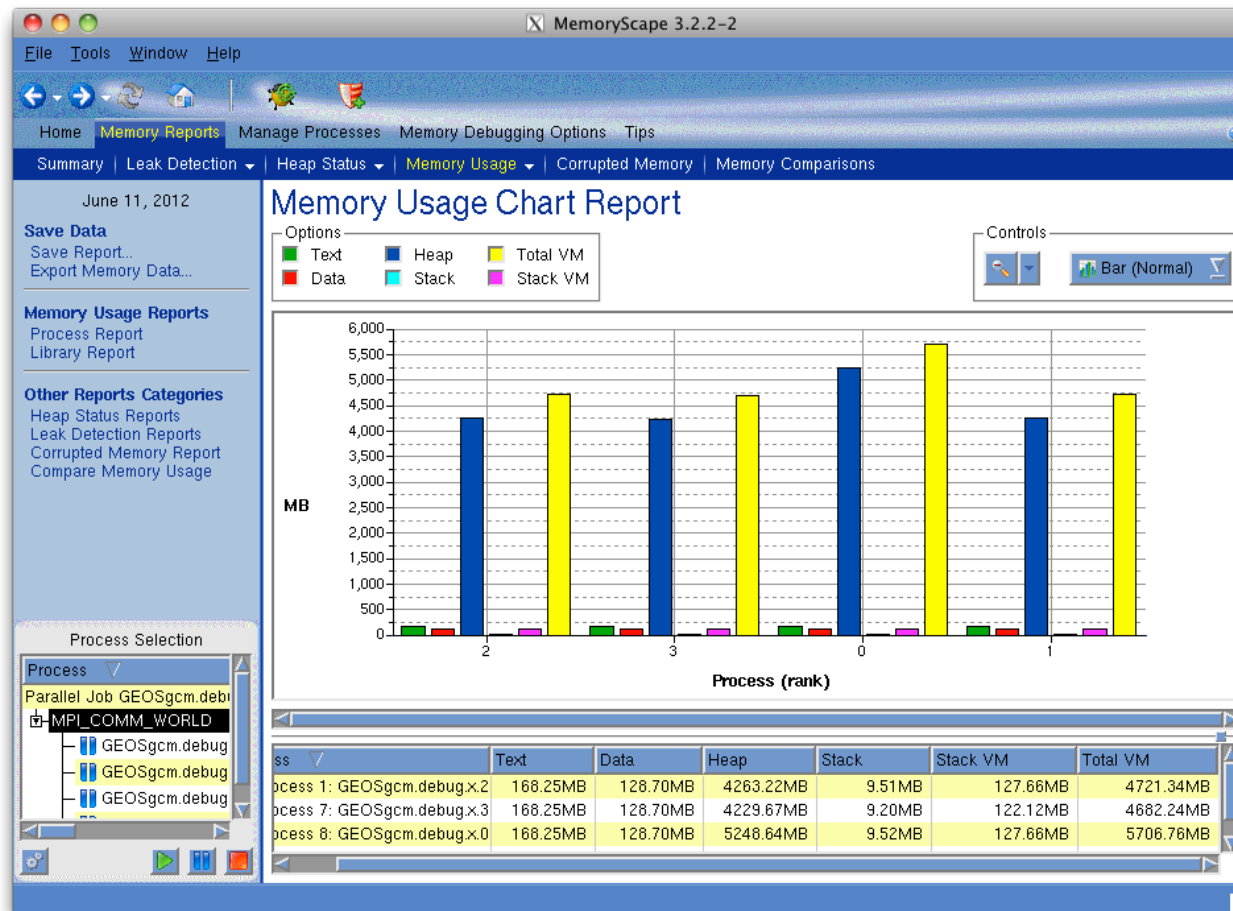 MemoryScape 3.2.2-2
File Tools Window Help
Home Memory Reports Manage Processes Memory Debugging Options Tips
Summary | Leak Detection | Heap Status | Memory Usage | Corrupted Memory | Memory Comparisons
June 11, 2012
Save Data
Save Report...
Export Memory Data...
Memory Usage Reports
Process Report
Library Report
Other Reports Categories
Heap Status Reports
Leak Detection Reports
Corrupted Memory Report
Compare Memory Usage
Process Selection
Process
Parallel Job GEOSgcm.debu
MPI_COMM_WORLD
GEOSgcm.debug
GEOSgcm.debug
GEOSgcm.debug
Memory Usage Chart Report
Options
Text Heap Total VM
Data Stack Stack VM
Controls
Bar (Normal)
6,000
5,500
5,000
4,500
4,000
3,500
3,000
2,500
2,000
1,500
1,000
500
0
MB
2 3 0 1
Process (rank)
ss Text Data Heap Stack Stack VM Total VM
ocess 1: GEOSgcm.debug.x.2 168.25MB 128.70MB 4263.22MB 9.51MB 127.66MB 4721.34MB
ocess 7: GEOSgcm.debug.x.3 168.25MB 128.70MB 4229.67MB 9.20MB 122.12MB 4682.24MB
ocess 8: GEOSgcm.debug.x.0 168.25MB 128.70MB 5248.64MB 9.52MB 127.66MB 5706.76MB